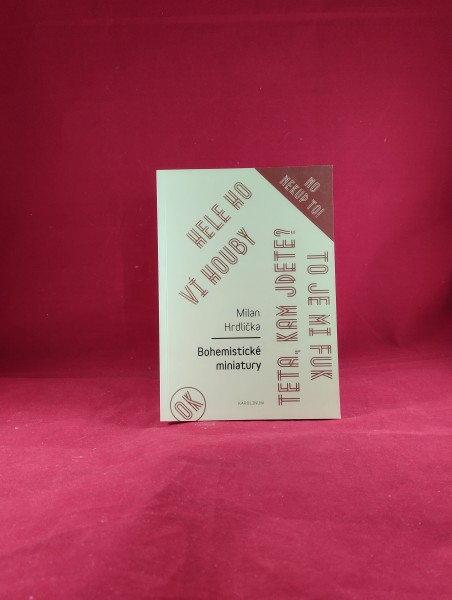 HELE HO
VÍ HOUBY
NO
NEKUP TO!
TETA, KAM JDETE?
TO JE MI FUK
Milan
Hrdlička
Bohemistické
miniatury
OK
KAROLINUM